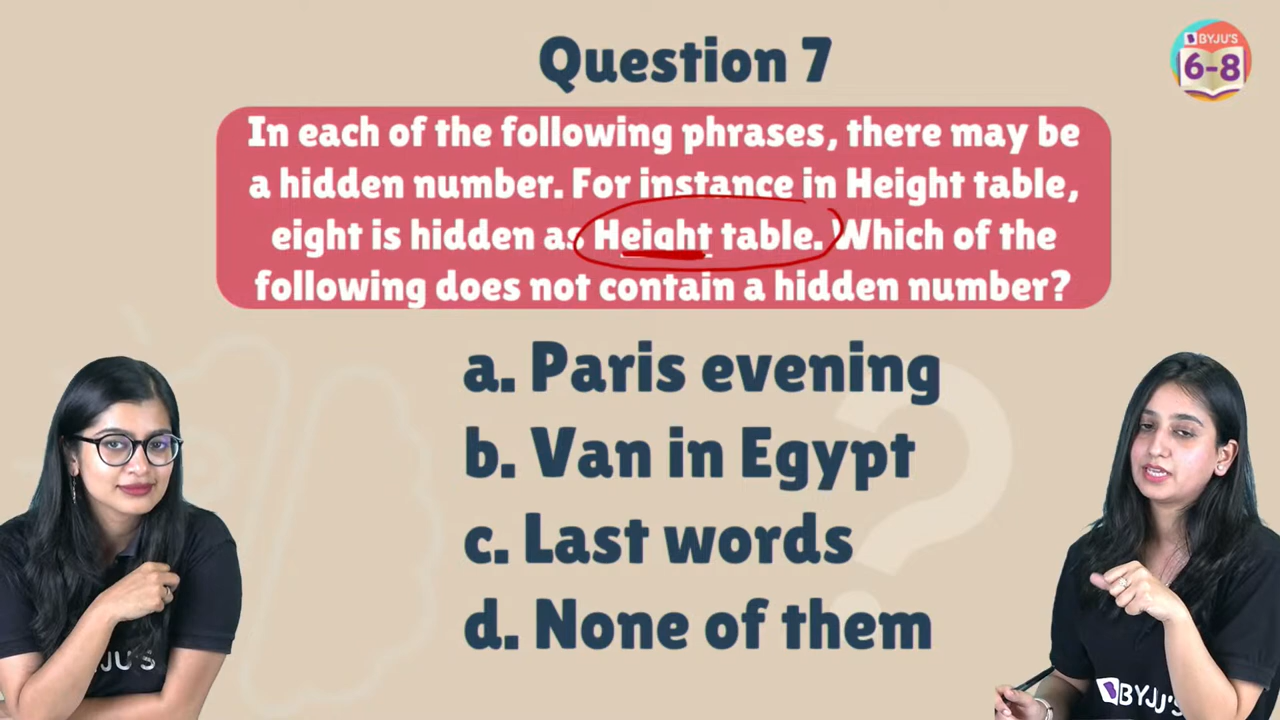 Question 7
BYJU'S
6-8
In each of the following phrases, there may be
a hidden number. For instance in Height table,
eight is hidden as Height table. Which of the
following does not contain a hidden number?
a. Paris evening
b. Van in Egypt
c. Last words
d. None of them
BYJU'S